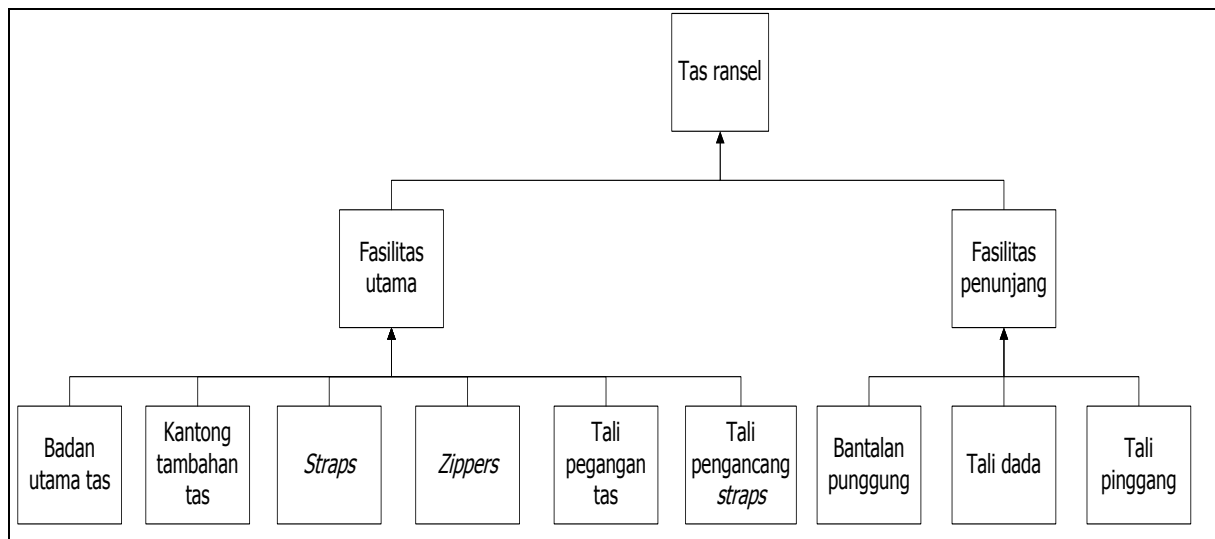 Tas ransel
Fasilitas
utama
Fasilitas
penunjang
Badan
utama tas
Kantong
tambahan
tas
Straps
Zippers
Tali
pegangan
tas
Tali
pengancang
straps
Bantalan
punggung
Tali dada
Tali
pinggang